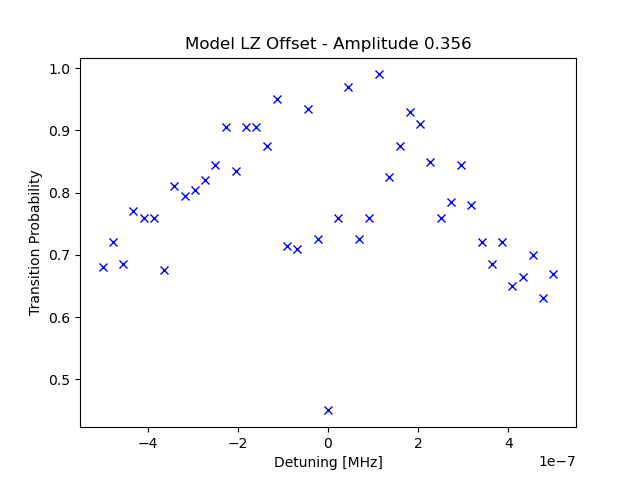 Model LZ Offset - Amplitude 0.356
1.0
0.9
0.8
0.7
0.6
0.5
Transition Probability
−4
−2
0
2
4
1e−7
Detuning [MHz]